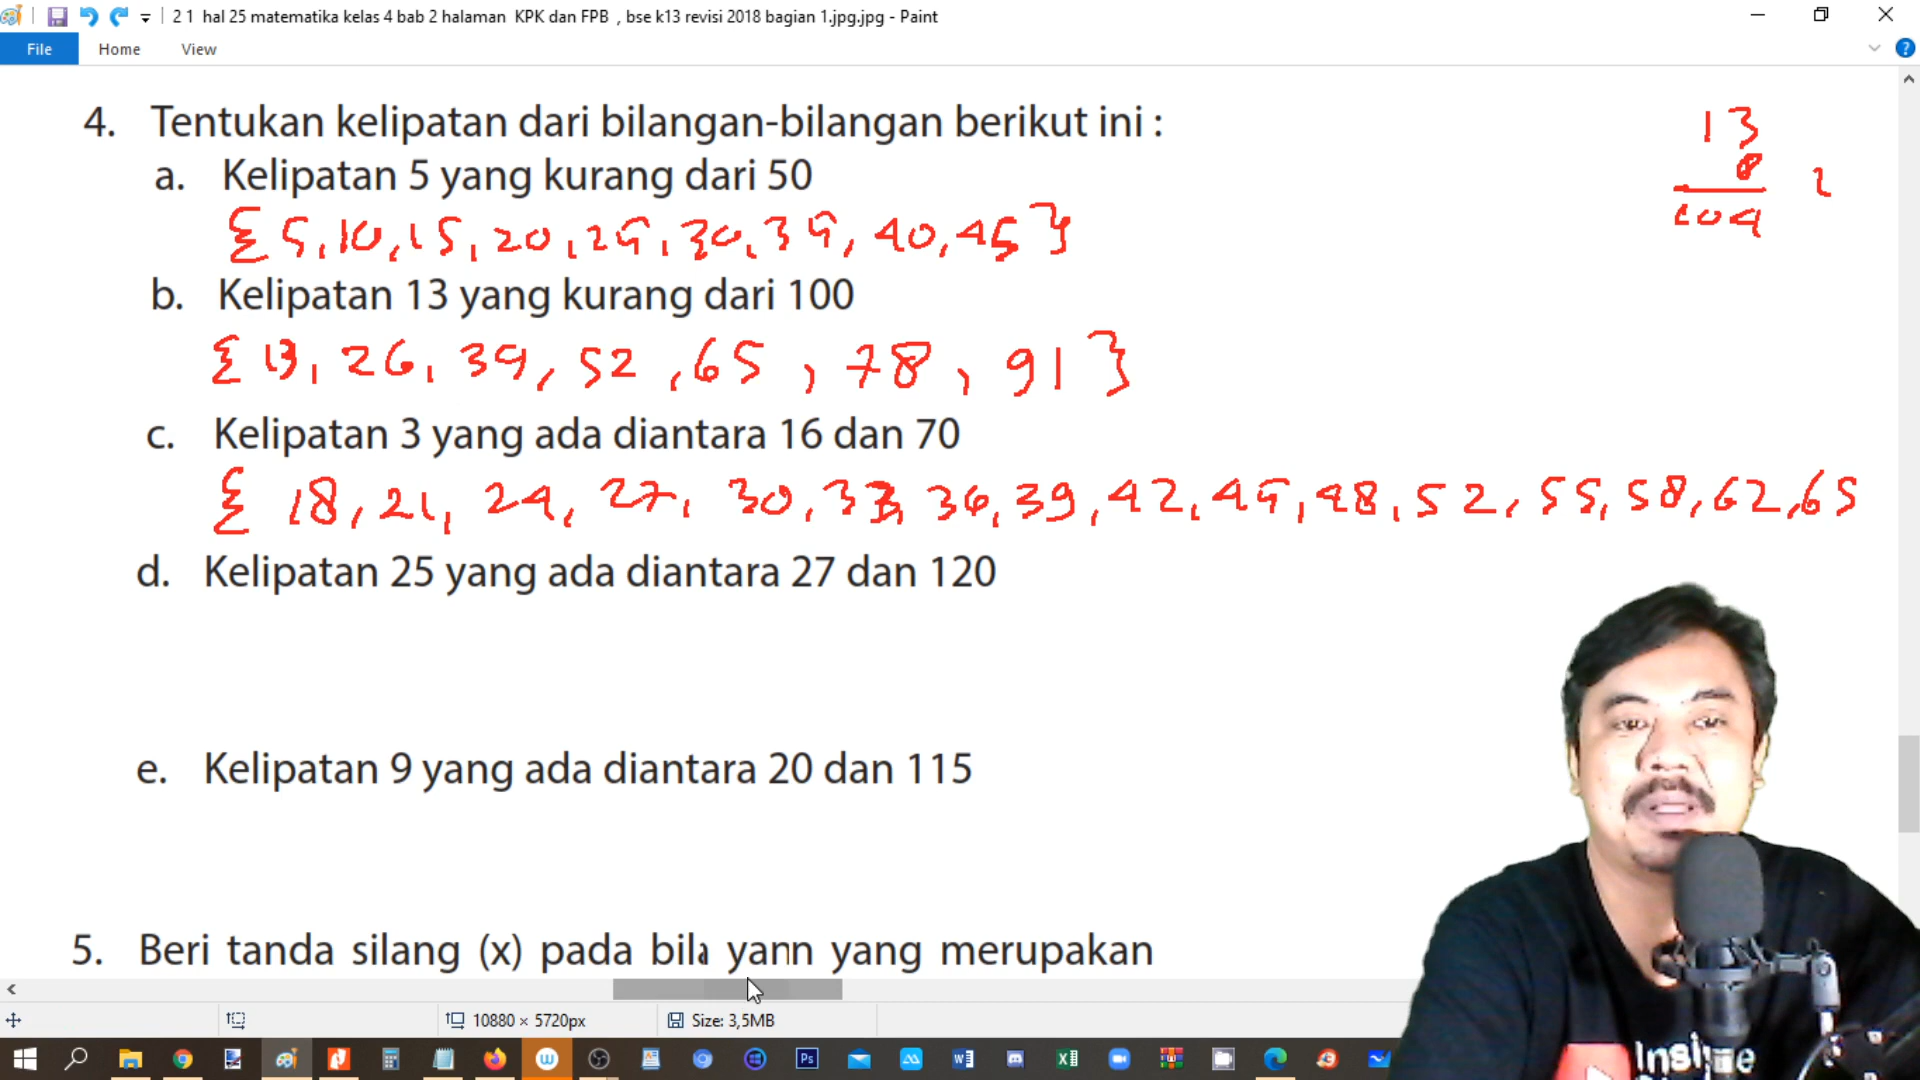 2 1 hal 25 matematika kelas 4 bab 2 halaman KPK dan FPB , bse k13 revisi 2018 bagian 1.jpg.jpg - Paint
File Home View
4. Tentukan kelipatan dari bilangan-bilangan berikut ini :
13
8 2
104
a. Kelipatan 5 yang kurang dari 50
{5, 10, 15, 20, 25, 30, 35, 40, 45}
b. Kelipatan 13 yang kurang dari 100
{13, 26, 39, 52, 65, 78, 91}
c. Kelipatan 3 yang ada diantara 16 dan 70
{ 18, 21, 24, 27, 30, 33, 36, 39, 42, 45, 48, 52, 55, 58, 62, 65
d. Kelipatan 25 yang ada diantara 27 dan 120
e. Kelipatan 9 yang ada diantara 20 dan 115
5. Beri tanda silang (x) pada yang merupakan
10880 × 5720px Size: 3,5MB